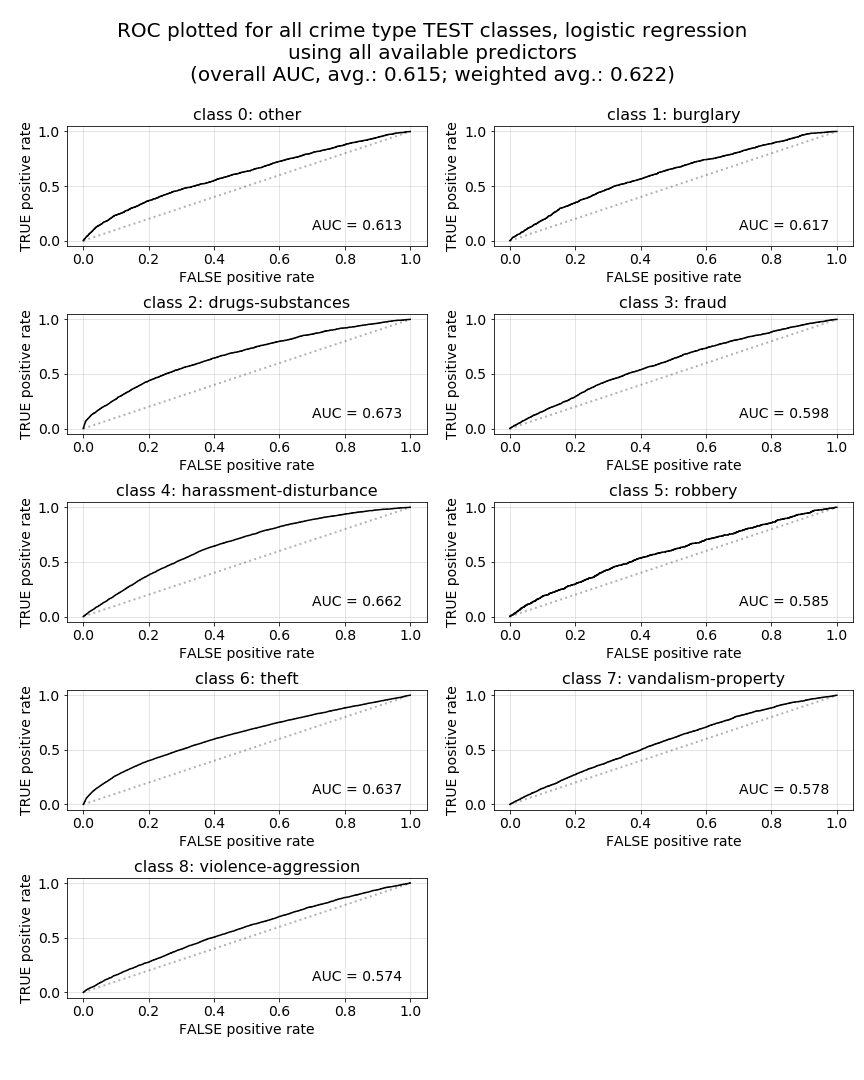 ROC plotted for all crime type TEST classes, logistic regression
using all available predictors
(overall AUC, avg.: 0.615; weighted avg.: 0.622)
class 0: other
TRUE positive rate
1.0
0.5
0.0
AUC = 0.613
0.0 0.2 0.4 0.6 0.8 1.0
FALSE positive rate
class 1: burglary
TRUE positive rate
1.0
0.5
0.0
AUC = 0.617
0.0 0.2 0.4 0.6 0.8 1.0
FALSE positive rate
class 2: drugs-substances
TRUE positive rate
1.0
0.5
0.0
AUC = 0.673
0.0 0.2 0.4 0.6 0.8 1.0
FALSE positive rate
class 3: fraud
TRUE positive rate
1.0
0.5
0.0
AUC = 0.598
0.0 0.2 0.4 0.6 0.8 1.0
FALSE positive rate
class 4: harassment-disturbance
TRUE positive rate
1.0
0.5
0.0
AUC = 0.662
0.0 0.2 0.4 0.6 0.8 1.0
FALSE positive rate
class 5: robbery
TRUE positive rate
1.0
0.5
0.0
AUC = 0.585
0.0 0.2 0.4 0.6 0.8 1.0
FALSE positive rate
class 6: theft
TRUE positive rate
1.0
0.5
0.0
AUC = 0.637
0.0 0.2 0.4 0.6 0.8 1.0
FALSE positive rate
class 7: vandalism-property
TRUE positive rate
1.0
0.5
0.0
AUC = 0.578
0.0 0.2 0.4 0.6 0.8 1.0
FALSE positive rate
class 8: violence-aggression
TRUE positive rate
1.0
0.5
0.0
AUC = 0.574
0.0 0.2 0.4 0.6 0.8 1.0
FALSE positive rate